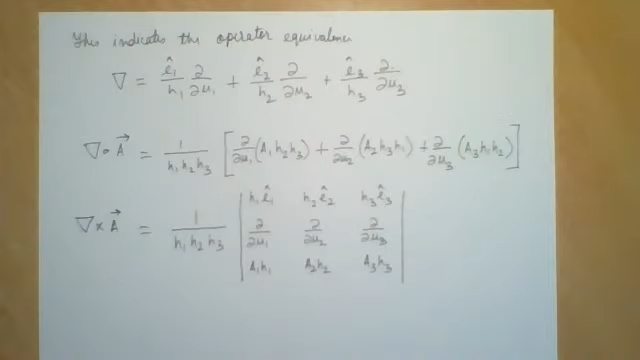 This indicates the operator equivalence
∇ = ê₁/h₁ ∂/∂u₁ + ê₂/h₂ ∂/∂u₂ + ê₃/h₃ ∂/∂u₃
∇∘A⃗ = 1/(h₁h₂h₃) [∂/∂u₁(A₁h₂h₃) + ∂/∂u₂(A₂h₃h₁) + ∂/∂u₃(A₃h₁h₂)]
∇×A⃗ = 1/(h₁h₂h₃) | h₁ê₁ h₂ê₂ h₃ê₃ |
| ∂/∂u₁ ∂/∂u₂ ∂/∂u₃ |
| A₁h₁ A₂h₂ A₃h₃ |